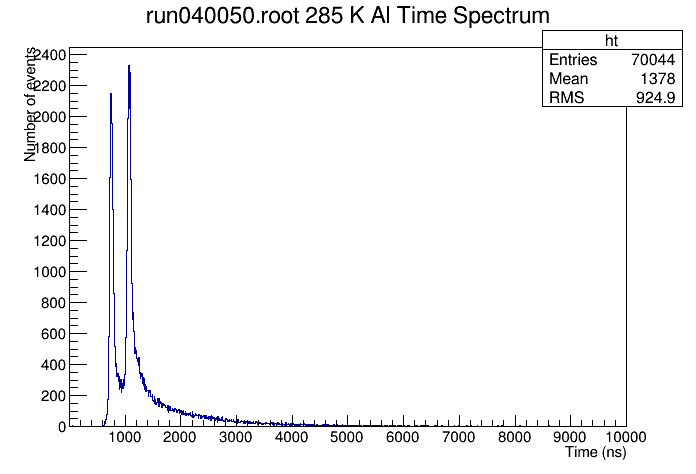 run040050.root 285 K Al Time Spectrum
ht
Entries 70044
Mean 1378
RMS 924.9
Number of events
2400
2200
2000
1800
1600
1400
1200
1000
800
600
400
200
0
1000 2000 3000 4000 5000 6000 7000 8000 9000 10000
Time (ns)